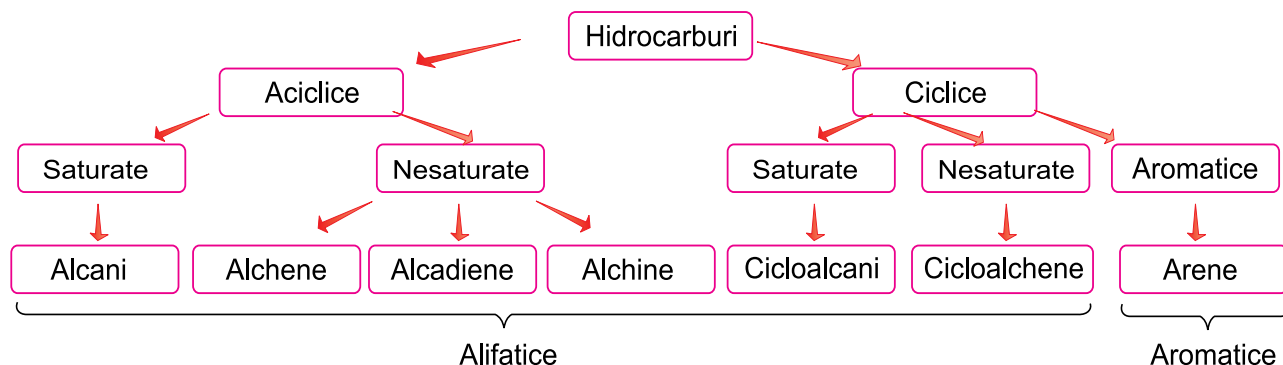 Hidrocarburi
Aciclice
Ciclice
Saturate
Nesaturate
Saturate
Nesaturate
Aromatice
Alcani
Alchene
Alcadiene
Alchine
Cicloalcani
Cicloalchene
Arene
Alifatice
Aromatice